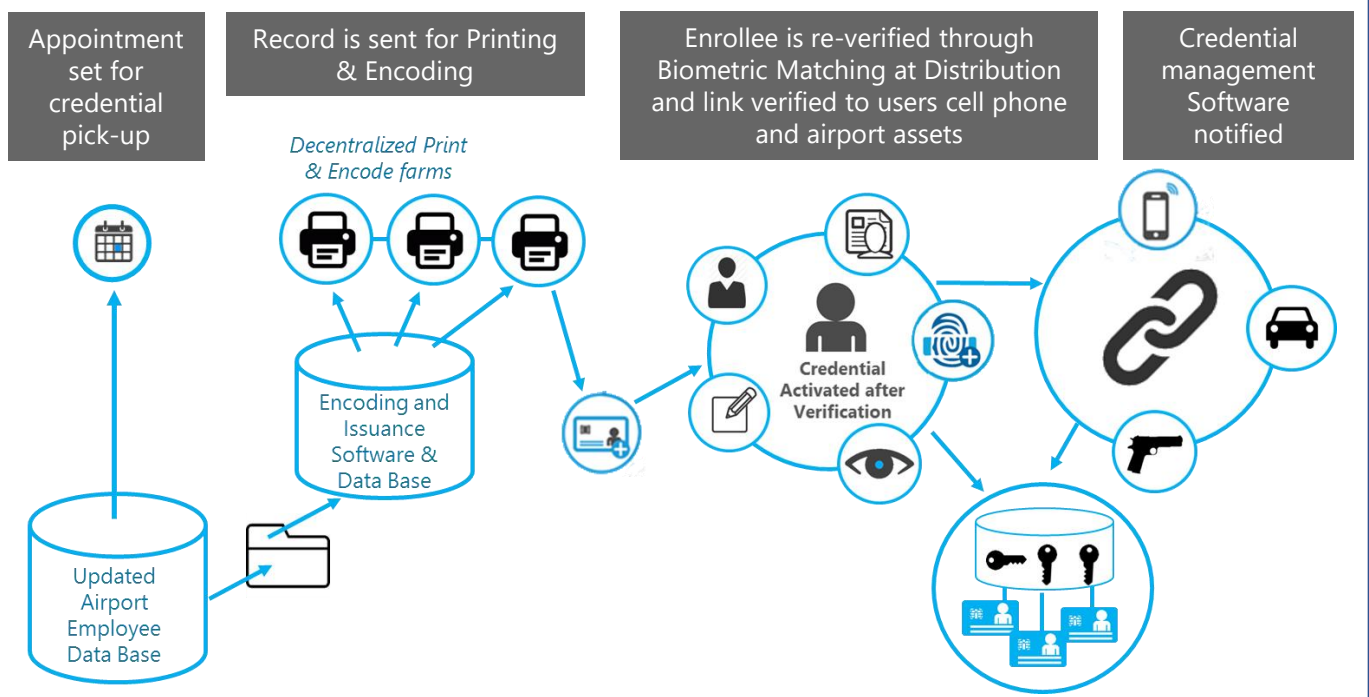 Appointment
set for
credential
pick-up
Record is sent for Printing
& Encoding
Enrollee is re-verified through
Biometric Matching at Distribution
and link verified to users cell phone
and airport assets
Credential
management
Software
notified
Decentralized Print
& Encode farms
Credential
Activated after
Verification
Encoding and
Issuance
Software &
Data Base
Updated
Airport
Employee
Data Base